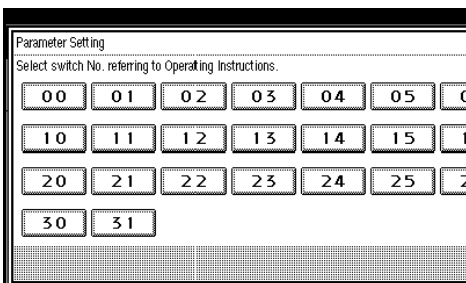 Parameter Setting
Select switch No. referring to Operating Instructions.
00 01 02 03 04 05
10 11 12 13 14 15
20 21 22 23 24 25
30 31